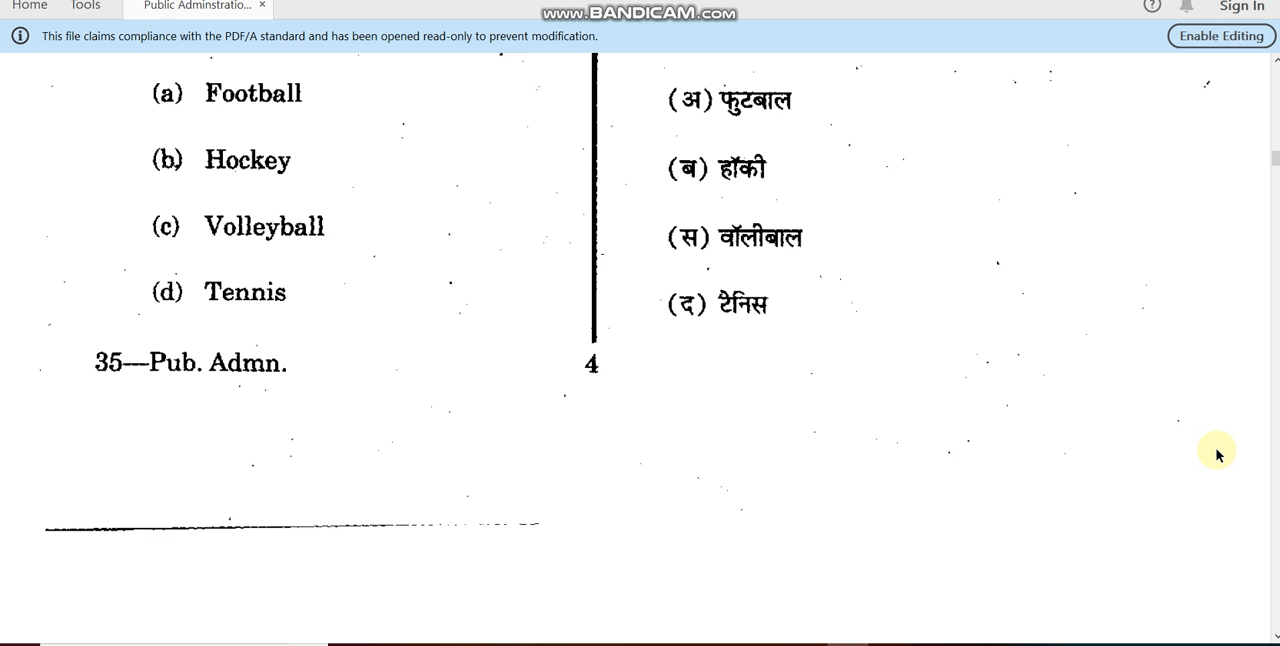 Home Tools Public Adminstratio... × Sign In
www.BANDICAM.com
This file claims compliance with the PDF/A standard and has been opened read-only to prevent modification. Enable Editing
(a) Football
(b) Hockey
(c) Volleyball
(d) Tennis
35—Pub. Admn.
(अ) फुटबाल
(ब) हॉकी
(स) वॉलीबाल
(द) टेनिस
4